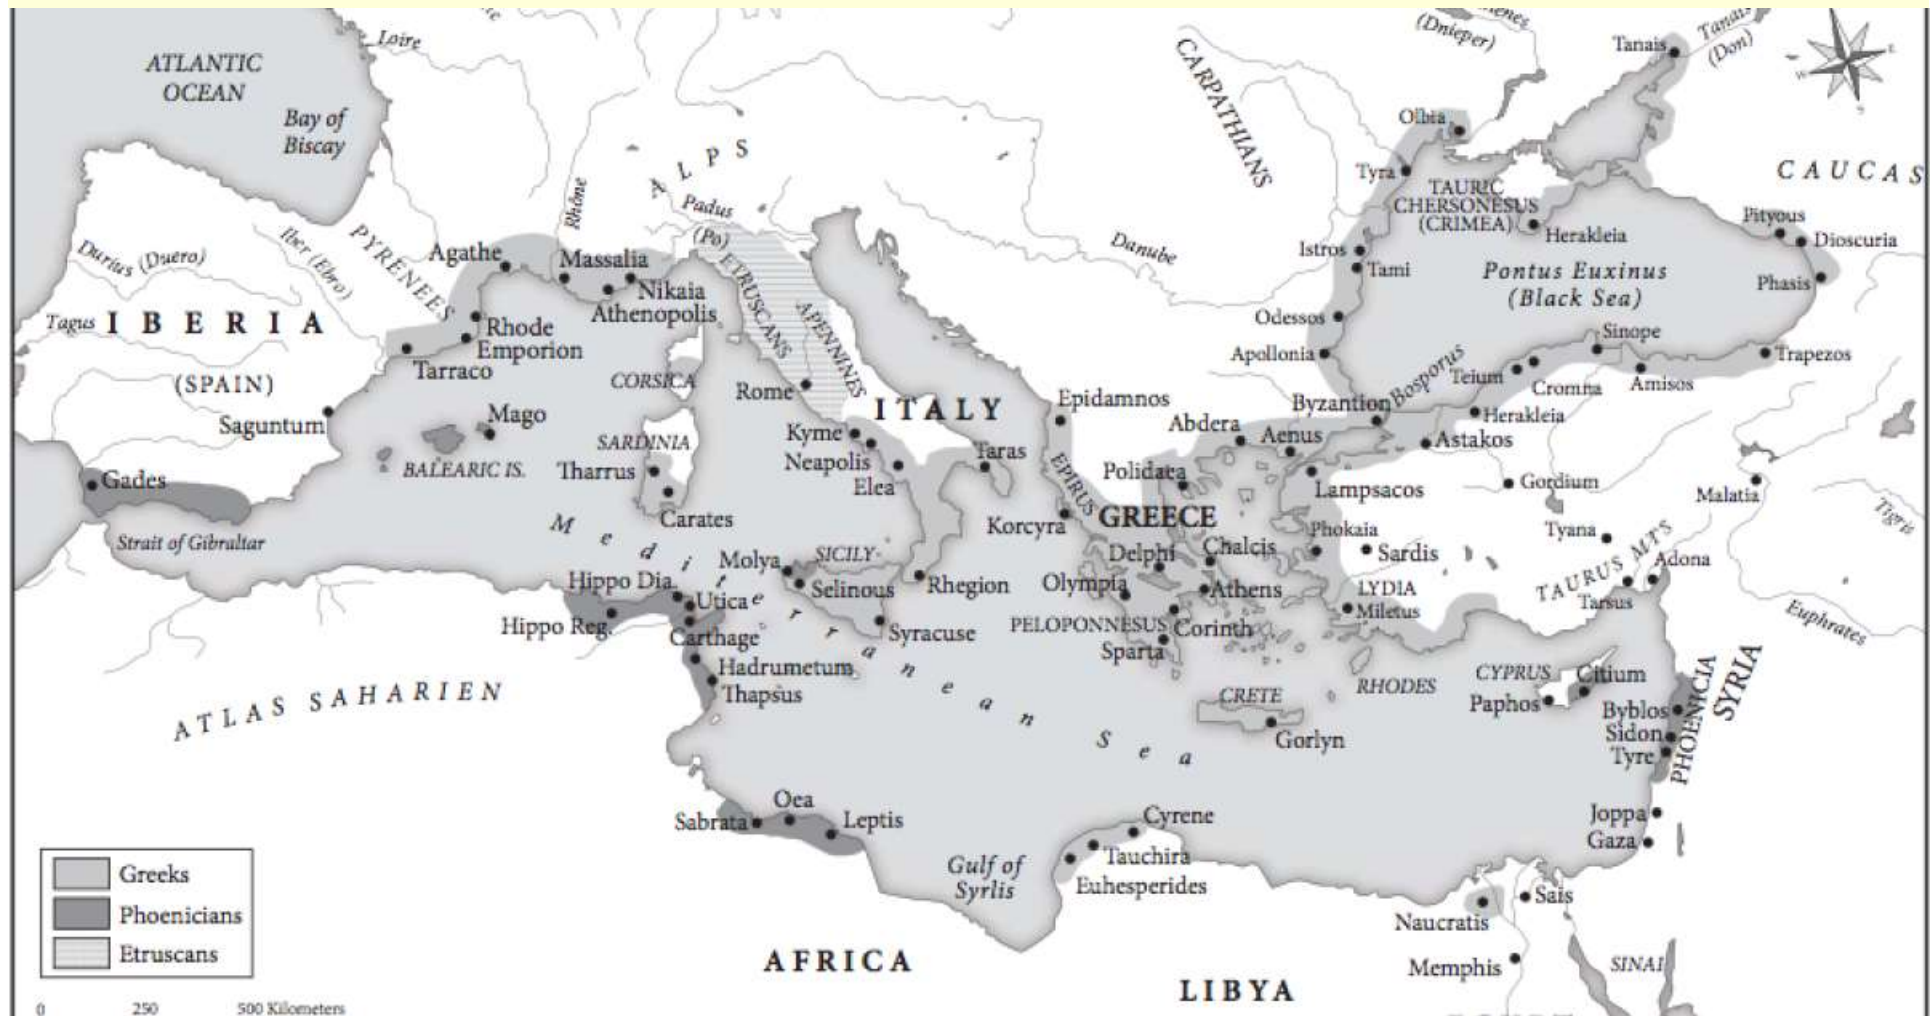 Loire
ATLANTIC
OCEAN
Bay of
Biscay
ALPS
Rhône
Padus
(Po)
PYRENEES
Iber (Ebro)
Durius (Duero)
Tagus
IBERIA
(SPAIN)
Agathe
Massalia
Nikaia
Athenopolis
Rhode
Emporion
Tarraco
Saguntum
Mago
BALEARIC IS.
Gades
Strait of Gibraltar
ETRUSCANS
APENNINES
CORSICA
Rome
ITALY
SARDINIA
Tharrus
Carates
Kyme
Neapolis
Elea
Taras
Molya
SICILY
Selinous
Rhegion
Syracuse
Mediterranean Sea
Hippo Dia.
Utica
Hippo Reg.
Carthage
Hadrumetum
Thapsus
ATLAS SAHARIEN
Sabrata
Oea
Leptis
Gulf of
Syrlis
Cyrene
Tauchira
Euhesperides
AFRICA
LIBYA
CARPATHIANS
Danube
(Dnieper)
Tanais
Tanais
(Don)
Olbia
Tyra
TAURIC
CHERSONESUS
(CRIMEA)
Herakleia
CAUCAS
Pityous
Dioscuria
Phasis
Istros
Tami
Pontus Euxinus
(Black Sea)
Odessos
Apollonia
Sinope
Trapezos
Teium
Cromna
Amisos
Bosporus
Byzantion
Herakleia
Astakos
Epidamnos
Abdera
Aenus
EPIRUS
Polidaea
Lampsacos
Gordium
Malatia
Tigris
Korcyra
GREECE
Phokaia
Sardis
Tyana
Delphi
Chalcis
Adona
TAURUS MT'S
Olympia
Athens
LYDIA
Miletus
Tarsus
Euphrates
PELOPONNESUS
Corinth
Sparta
CRETE
Gorlyn
RHODES
CYPRUS
Citium
Paphos
Byblos
Sidon
Tyre
PHOENICIA
SYRIA
Joppa
Gaza
Naucratis
Sais
Memphis
SINAI
Greeks
Phoenicians
Etruscans
0 250 500 Kilometers
E
W
S